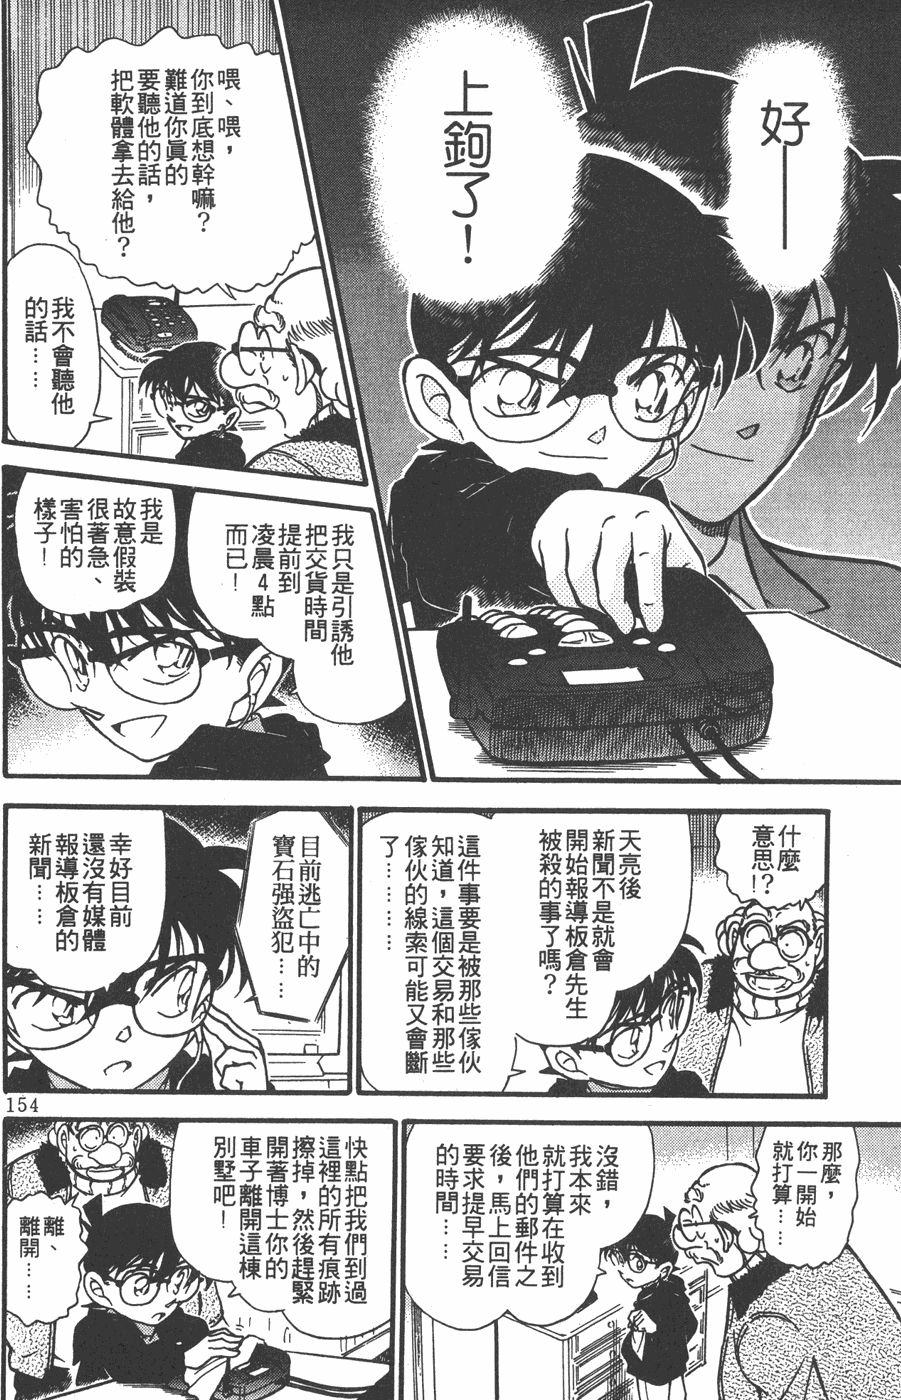 好——
上鉤了！
喂、喂，
你到底想幹嘛？
難道你真的
要聽他的話，
把軟體拿去給他？
我不會聽他
的話……
我只是引誘他
把交貨時間
提前到
凌晨4點
而已！
我是
故意假裝
很著急、
害怕的
樣子！
什麼
意思!?
天亮後
新聞不是就會
開始報導板倉先生
被殺的事了嗎？
這件事要是被那些傢伙
知道，這個交易和那些
傢伙的線索可能又會斷
了………
目前逃亡中的
寶石强盜犯……
幸好目前
還沒有媒體
報導板倉的
新聞……
154
那麼，
你一開始
就打算……
沒錯，
我本來
就打算在收到
他們的郵件之
後，馬上回信
要求提早交易
的時間……
快點把我們到過
這裡的所有痕跡
擦掉，然後趕緊
開著博士你的
車子離開這棟
別墅吧！
離、
離開……